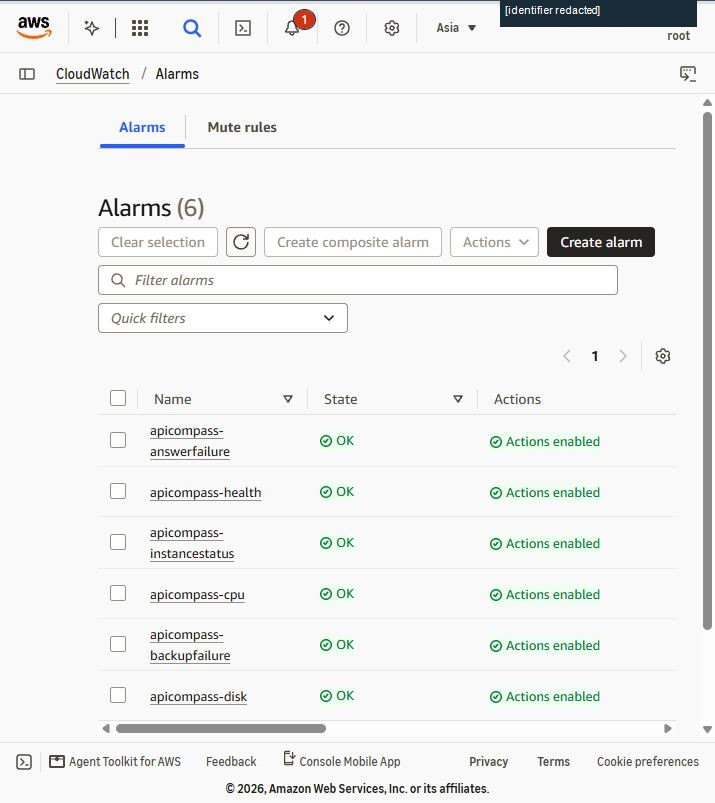 aws
1
Asia
[identifier redacted]
root
CloudWatch / Alarms
Alarms
Mute rules
Alarms (6)
Clear selection
Create composite alarm
Actions
Create alarm
Filter alarms
Quick filters
1
Name
State
Actions
apicompass-
answerfailure
OK
Actions enabled
apicompass-health
OK
Actions enabled
apicompass-
instancestatus
OK
Actions enabled
apicompass-cpu
OK
Actions enabled
apicompass-
backupfailure
OK
Actions enabled
apicompass-disk
OK
Actions enabled
Agent Toolkit for AWS
Feedback
Console Mobile App
Privacy
Terms
Cookie preferences
© 2026, Amazon Web Services, Inc. or its affiliates.